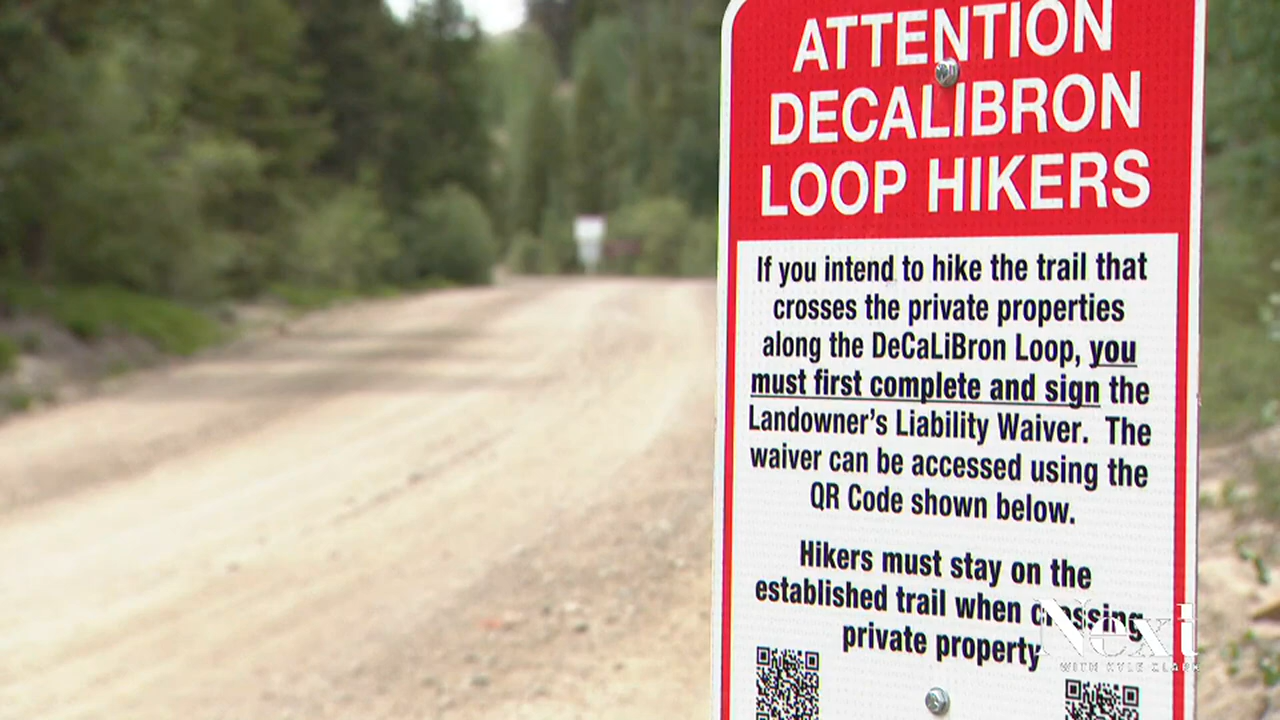 ATTENTION
DECALIBRON
LOOP HIKERS
If you intend to hike the trail that
crosses the private properties
along the DeCaLiBron Loop, you
must first complete and sign the
Landowner's Liability Waiver. The
waiver can be accessed using the
QR Code shown below.
Hikers must stay on the
established trail when crossing
private property
Next
WITH KYLE CLARK